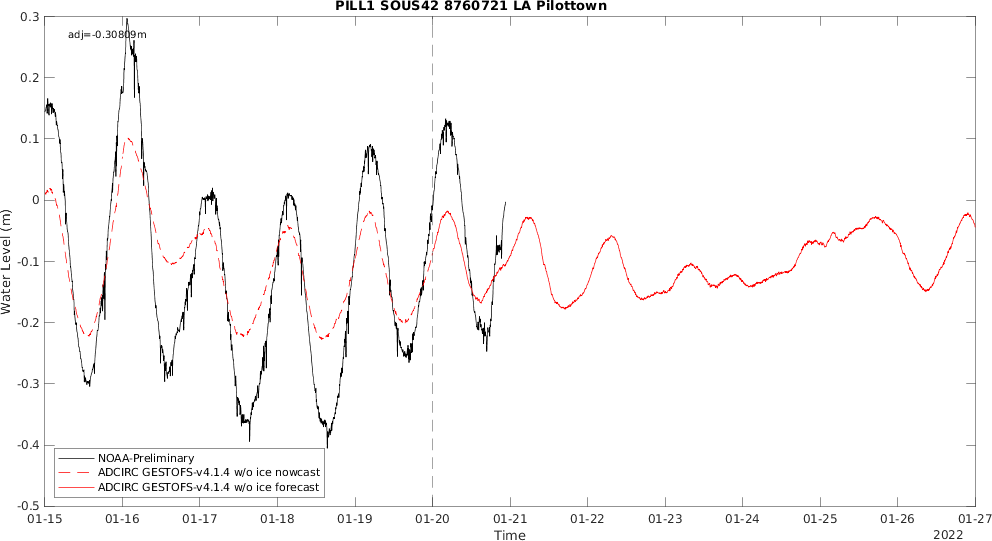 PILL1 SOUS42 8760721 LA Pilottown
adj=-0.30809m
0.3
0.2
0.1
0
-0.1
-0.2
-0.3
-0.4
-0.5
Water Level (m)
NOAA-Preliminary
ADCIRC GESTOFS-v4.1.4 w/o ice nowcast
ADCIRC GESTOFS-v4.1.4 w/o ice forecast
01-15 01-16 01-17 01-18 01-19 01-20 01-21 01-22 01-23 01-24 01-25 01-26 01-27
Time
2022